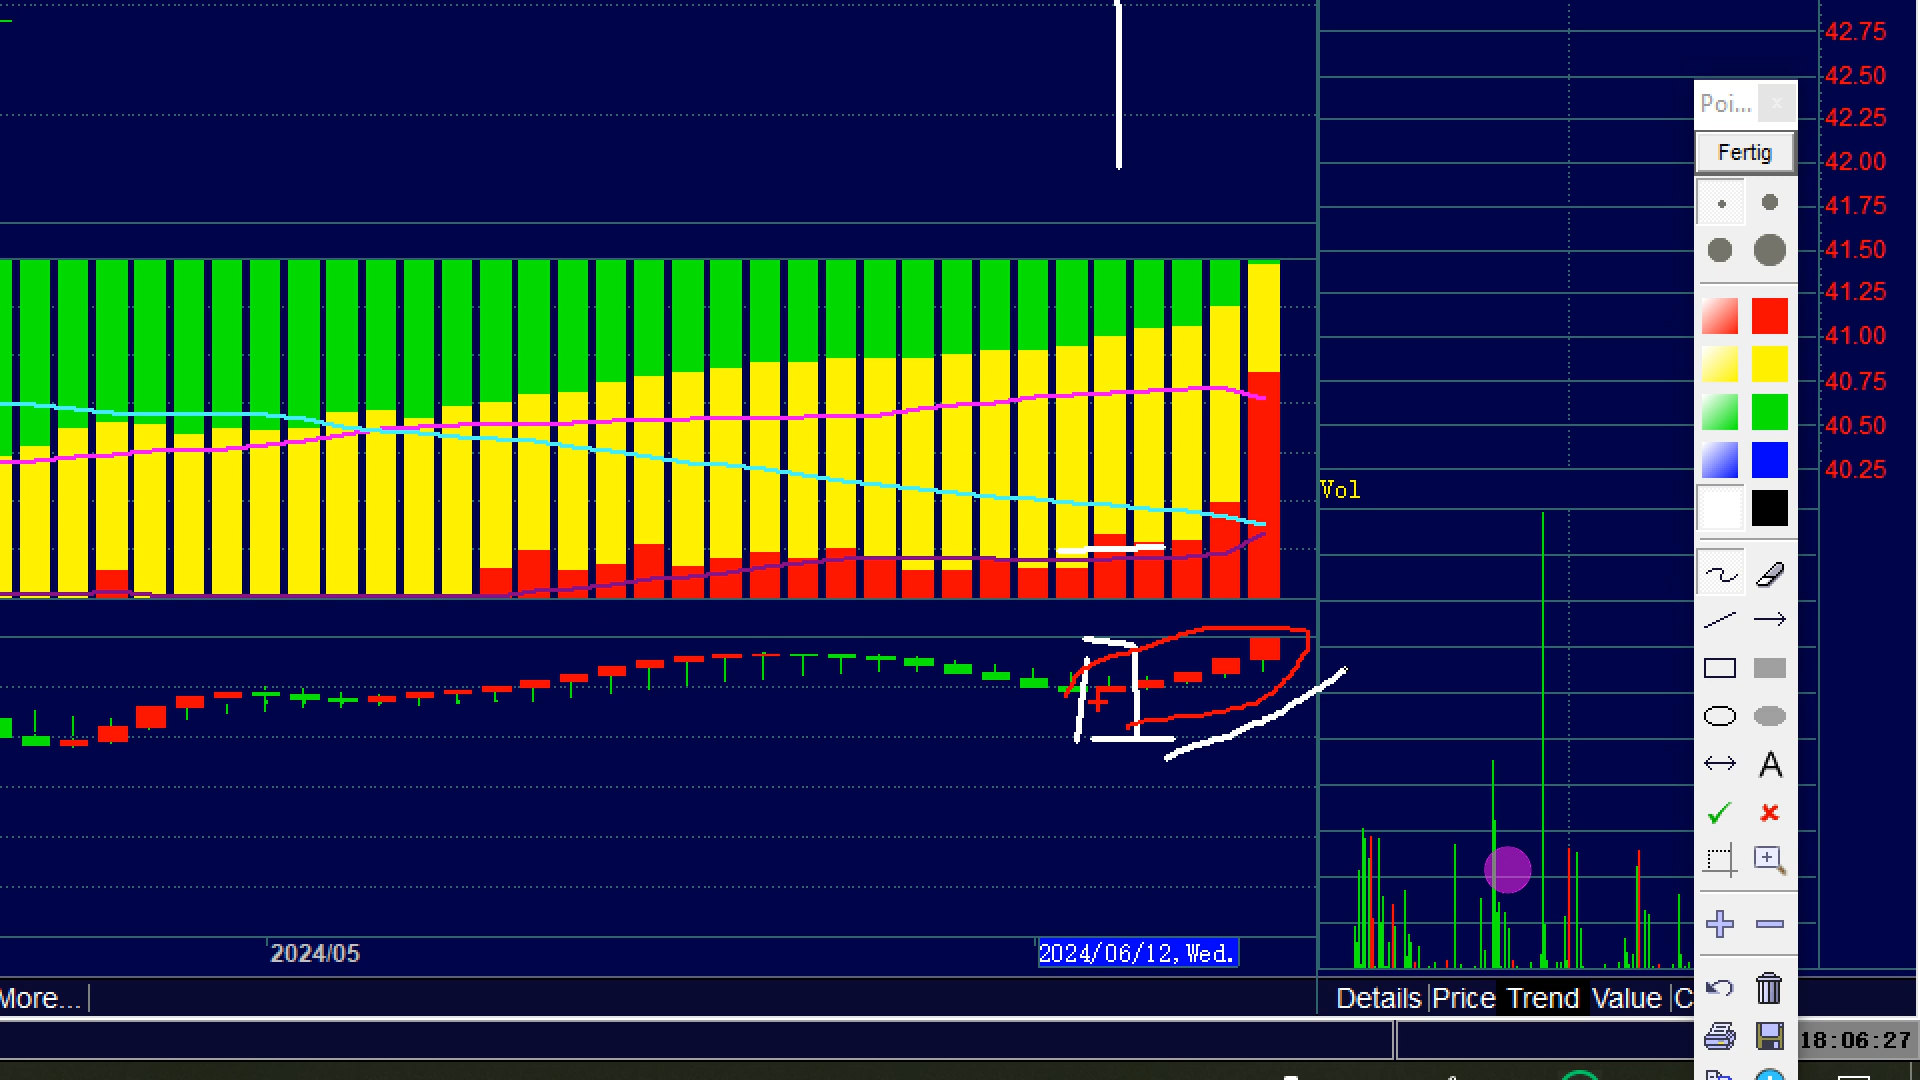 42.75
42.50
Poi...
42.25
Fertig
42.00
41.75
41.50
41.25
41.00
40.75
40.50
40.25
Vol
A
2024/05
2024/06/12,Wed.
More...
Details
Price
Trend
Value
C
18:06:27